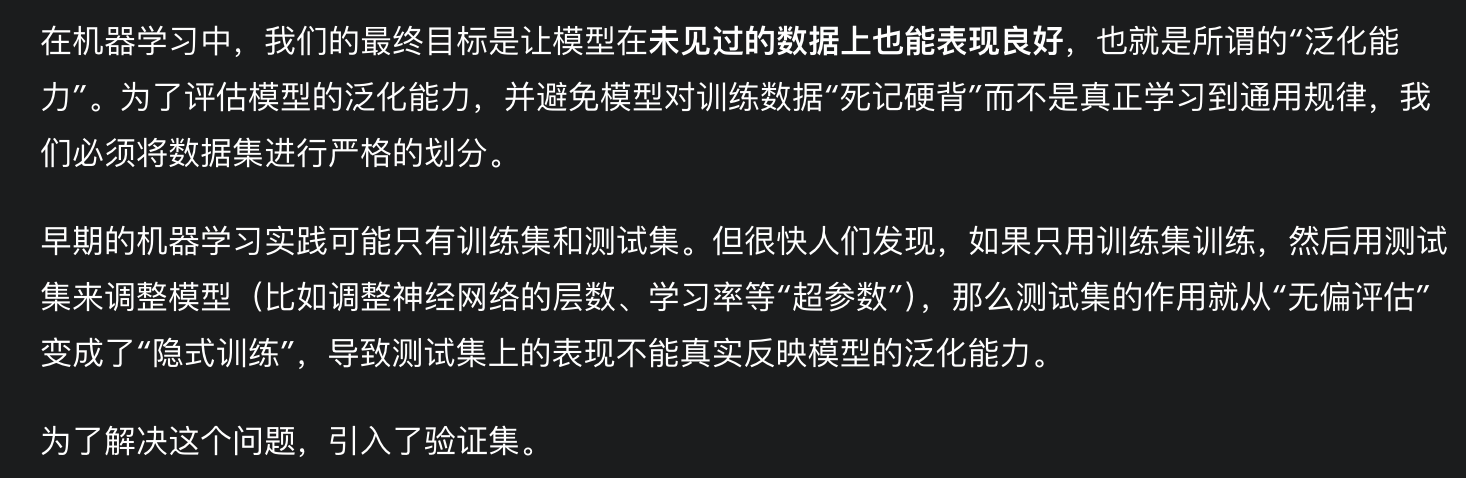 在机器学习中，我们的最终目标是让模型在未见过的数据上也能表现良好，也就是所谓的“泛化能
力”。为了评估模型的泛化能力，并避免模型对训练数据“死记硬背”而不是真正学习到通用规律，我
们必须将数据集进行严格的划分。
早期的机器学习实践可能只有训练集和测试集。但很快人们发现，如果只用训练集训练，然后用测试
集来调整模型（比如调整神经网络的层数、学习率等“超参数”），那么测试集的作用就从“无偏评估”
变成了“隐式训练”，导致测试集上的表现不能真实反映模型的泛化能力。
为了解决这个问题，引入了验证集。